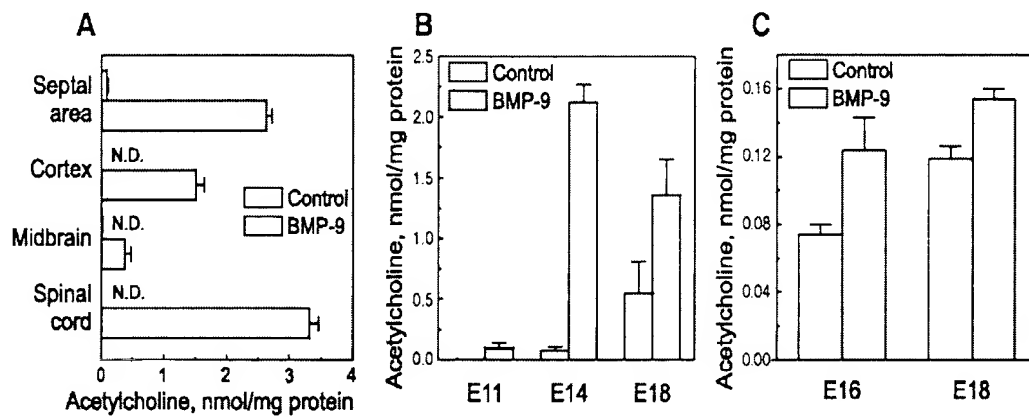 A
Septal
area
N.D.
Cortex
N.D.
Midbrain
N.D.
Spinal
cord
Control
BMP-9
0 1 2 3 4
Acetylcholine, nmol/mg protein
B
Acetylcholine, nmol/mg protein
2.5
2.0
1.5
1.0
0.5
0.0
Control
BMP-9
E11 E14 E18
C
Acetylcholine, nmol/mg protein
0.16
0.12
0.08
0.04
0.00
Control
BMP-9
E16 E18